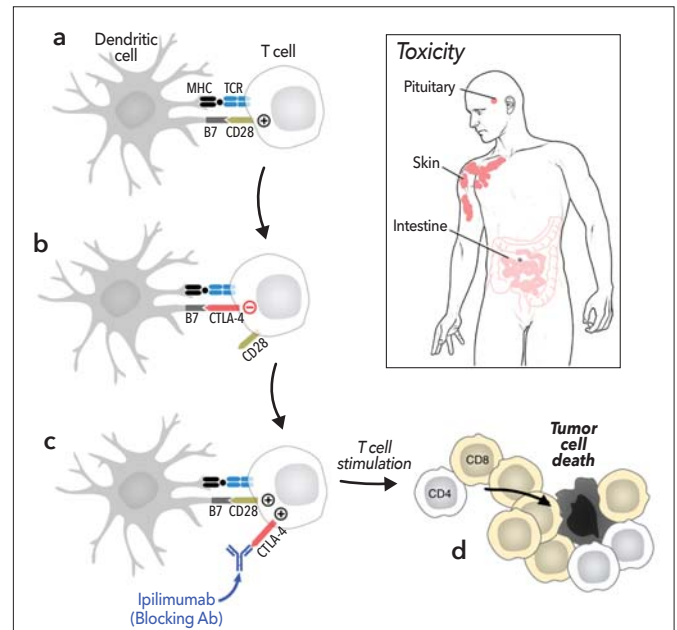 a
Dendritic
cell
T cell
MHC
TCR
B7
CD28
+
b
B7
CTLA-4
−
CD28
c
B7
CD28
+
+
CTLA-4
Ipilimumab
(Blocking Ab)
T cell
stimulation
CD8
CD4
Tumor
cell
death
d
Toxicity
Pituitary
Skin
Intestine